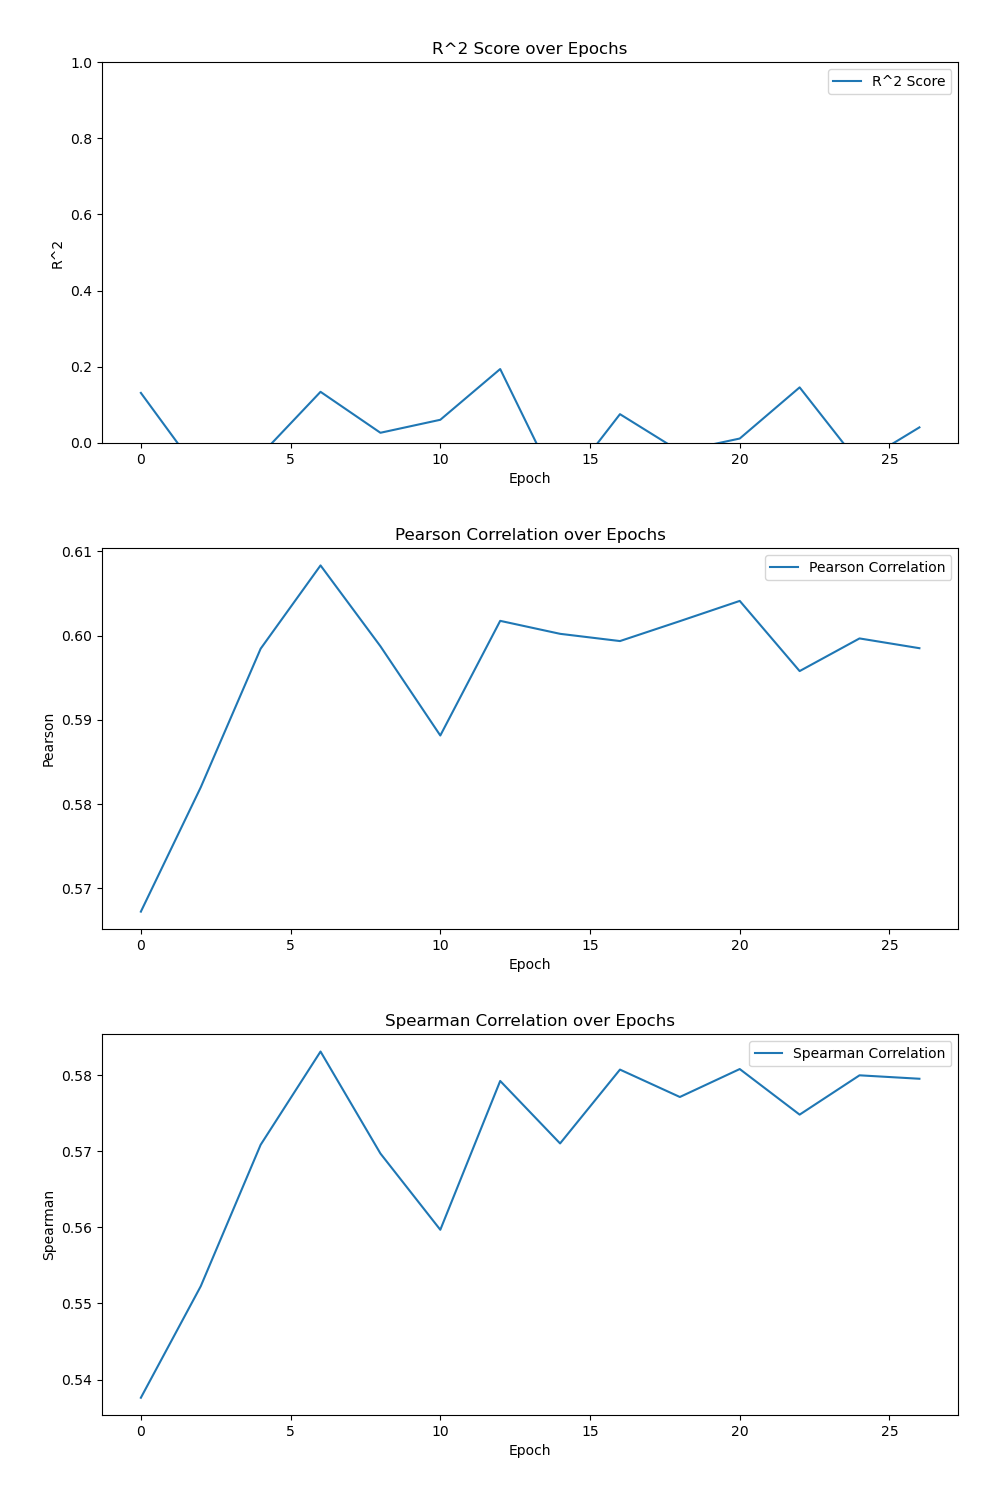 R^2 Score over Epochs
1.0
R^2 Score
0.8
0.6
R^2
0.4
0.2
0.0
0 5 10 15 20 25
Epoch
Pearson Correlation over Epochs
0.61
Pearson Correlation
0.60
0.59
Pearson
0.58
0.57
0 5 10 15 20 25
Epoch
Spearman Correlation over Epochs
Spearman Correlation
0.58
0.57
Spearman
0.56
0.55
0.54
0 5 10 15 20 25
Epoch